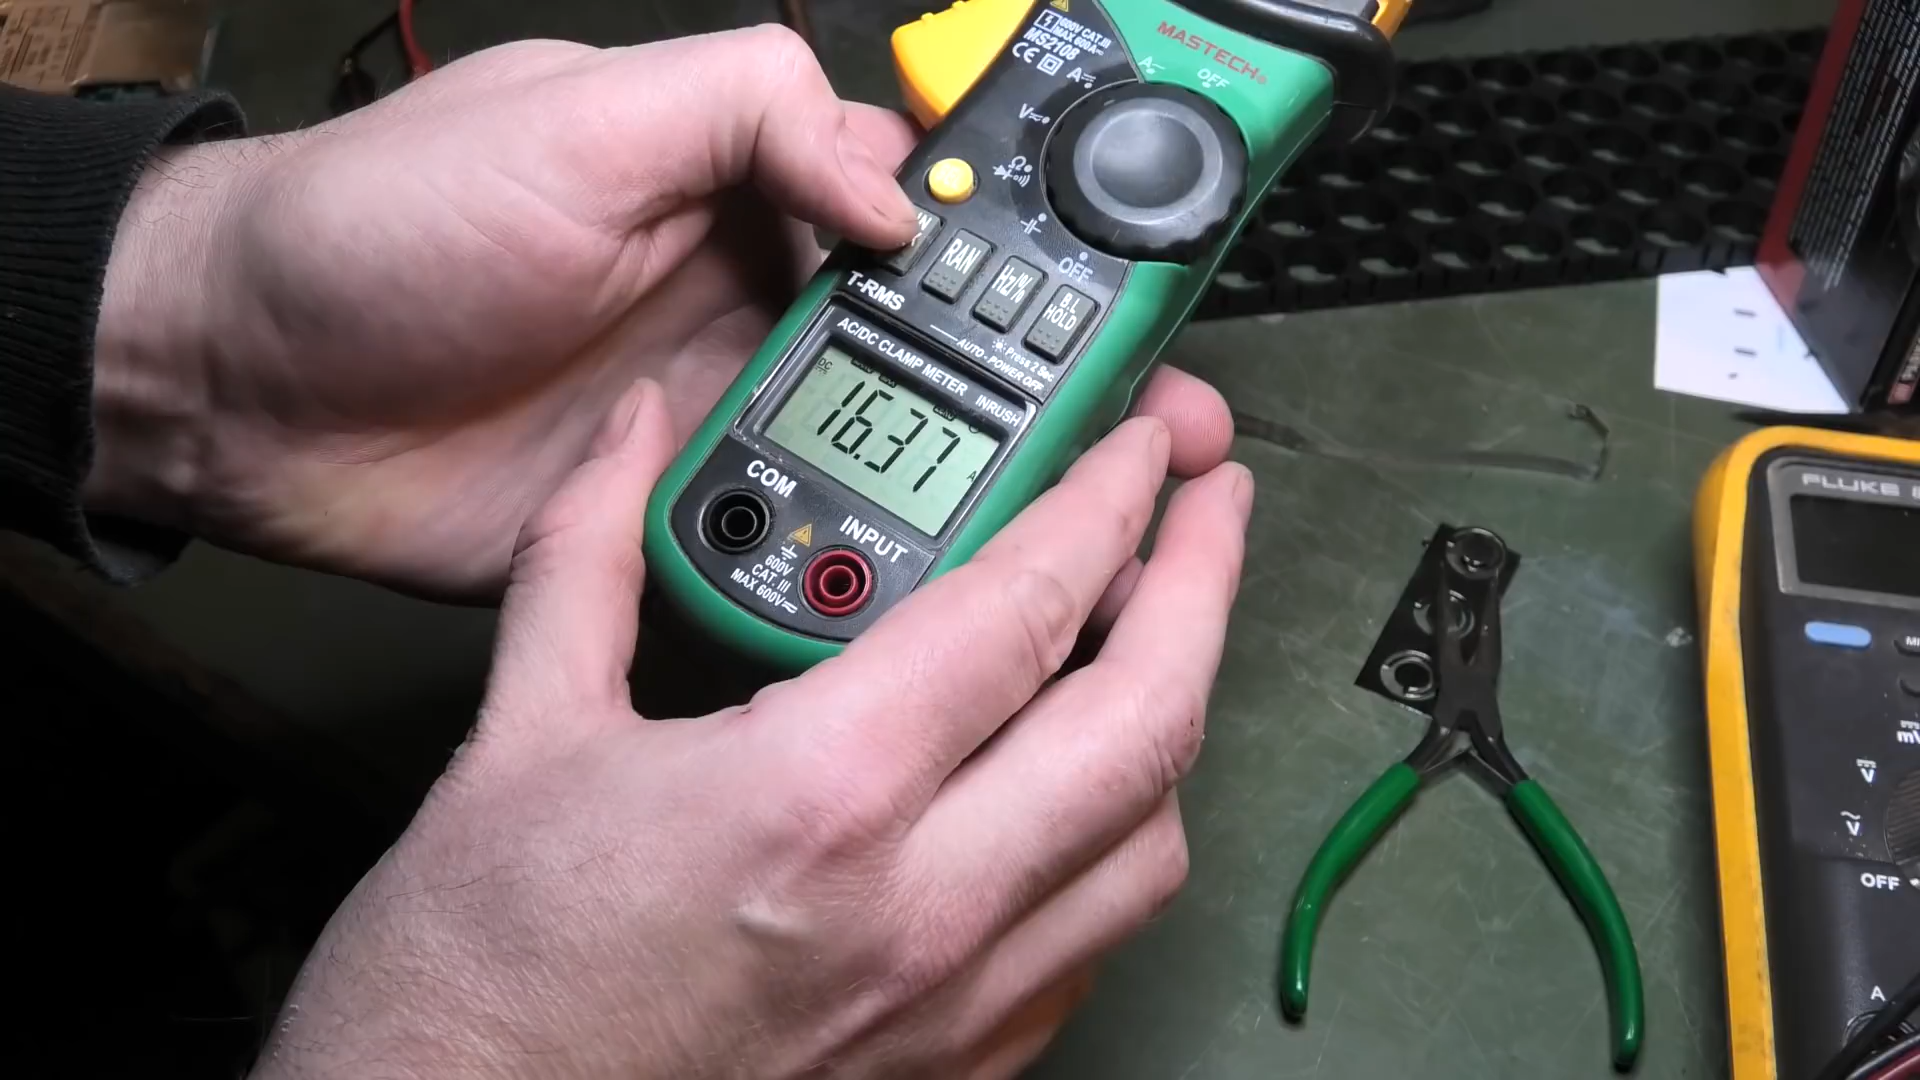 600V CAT.III
MAX 600A
MS2108
CE
MASTECH
A
OFF
A
V
Ω
OFF
RAN
Hz/%
B.L
HOLD
T-RMS
Press 2 Sec
AUTO - POWER OFF
AC/DC CLAMP METER
INRUSH
DC
16.37
A
COM
INPUT
600V
CAT. III
MAX 600V
FLUKE
mV
V
V
OFF
A